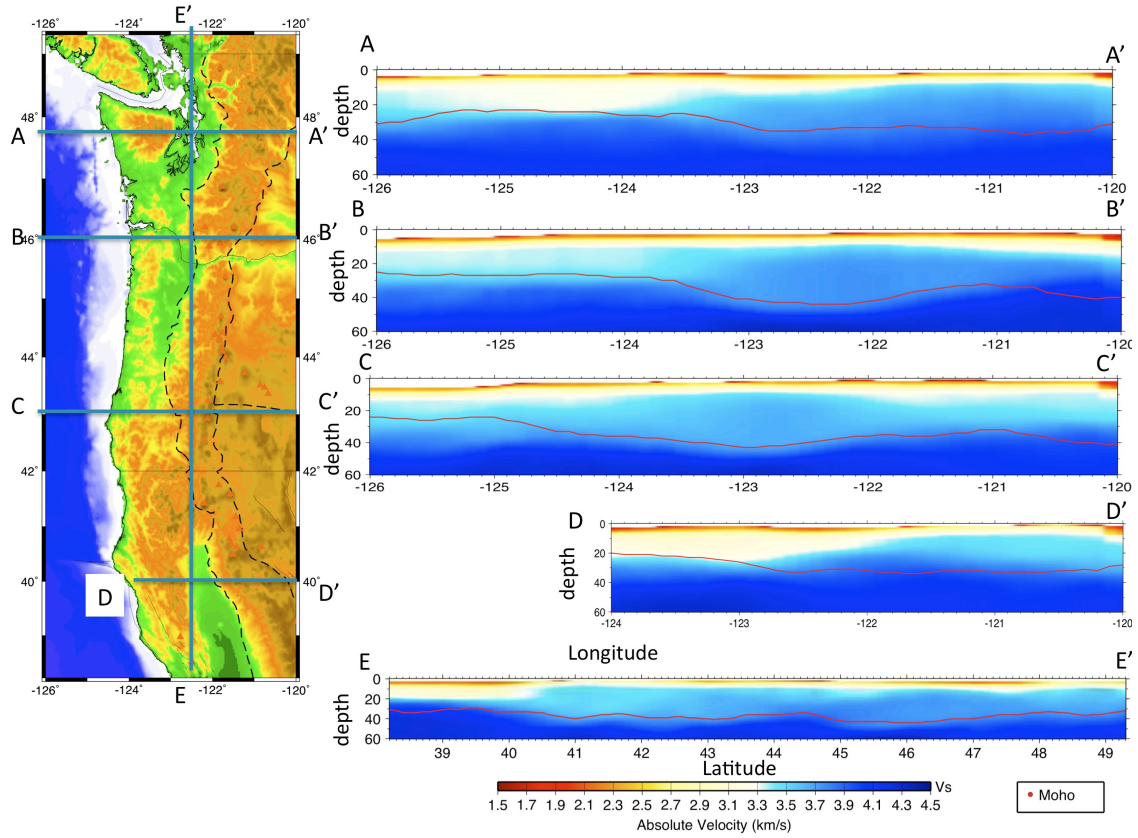 E'
-126° -124° -122° -120°
48°
A A'
B B'
46°
44°
C C'
42°
40°
D D'
-126° -124° -122° -120°
E
A A'
depth
0
20
40
60
-126 -125 -124 -123 -122 -121 -120
B B'
depth
0
20
40
60
-126 -125 -124 -123 -122 -121 -120
C C'
depth
0
20
40
60
-126 -125 -124 -123 -122 -121 -120
D D'
depth
0
20
40
60
-124 -123 -122 -121 -120
Longitude
E E'
depth
0
20
40
60
39 40 41 42 43 44 45 46 47 48 49
Latitude
Vs
1.5 1.7 1.9 2.1 2.3 2.5 2.7 2.9 3.1 3.3 3.5 3.7 3.9 4.1 4.3 4.5
Absolute Velocity (km/s)
Moho